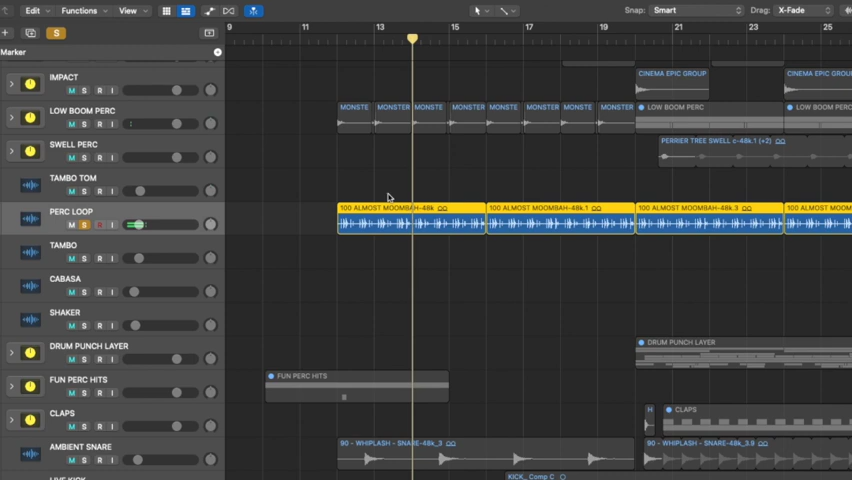 Edit Functions View Snap: Smart Drag: X-Fade
S 9 11 13 15 17 19 21 23 25
Marker
IMPACT CINEMA EPIC GROUP CINEMA EPIC GROUP
M S R I
LOW BOOM PERC MONSTE MONSTER MONSTE MONSTER MONSTE MONSTER MONSTE MONSTER LOW BOOM PERC LOW BOOM PERC
M S R I
SWELL PERC PERRIER TREE SWELL c-48k.1 (+2)
M S R I
TAMBO TOM
M S R I
PERC LOOP 100 ALMOST MOOMBAH-48k 100 ALMOST MOOMBAH-48k.1 100 ALMOST MOOMBAH-48k.3 100 ALMOST MOOMBAH
M S R I
TAMBO
M S R I
CABASA
M S R I
SHAKER
M S R I
DRUM PUNCH LAYER DRUM PUNCH LAYER
M S R I
FUN PERC HITS FUN PERC HITS
M S R I
CLAPS H CLAPS
M S R I
AMBIENT SNARE 90 - WHIPLASH - SNARE-48k_3 90 - WHIPLASH - SNARE-48k_3.9
M S R I
LIVE KICK KICK_ Comp C